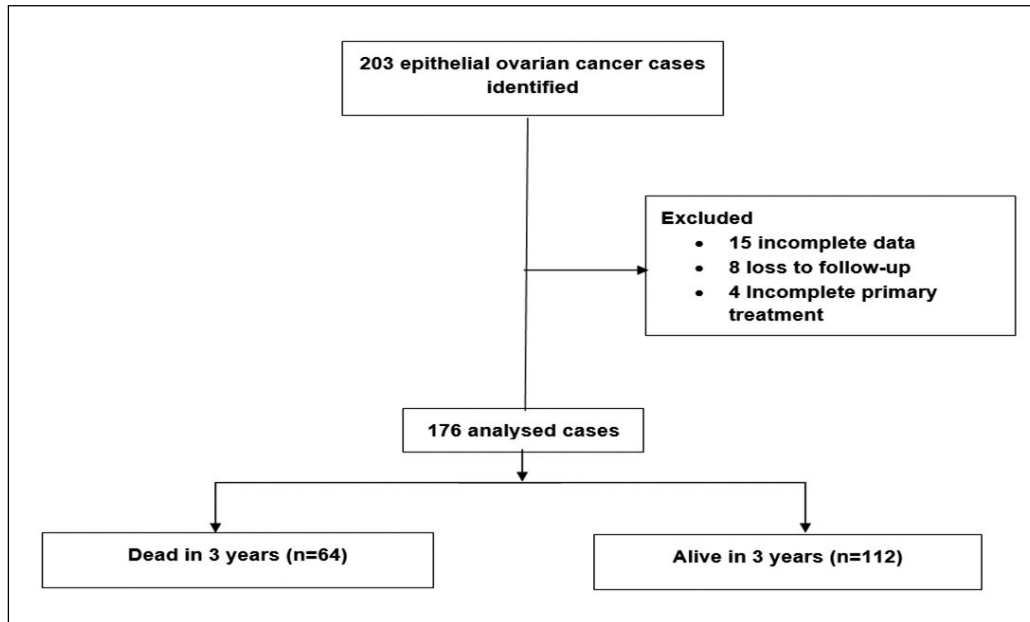 203 epithelial ovarian cancer cases
identified
Excluded
• 15 incomplete data
• 8 loss to follow-up
• 4 Incomplete primary
treatment
176 analysed cases
Dead in 3 years (n=64)
Alive in 3 years (n=112)